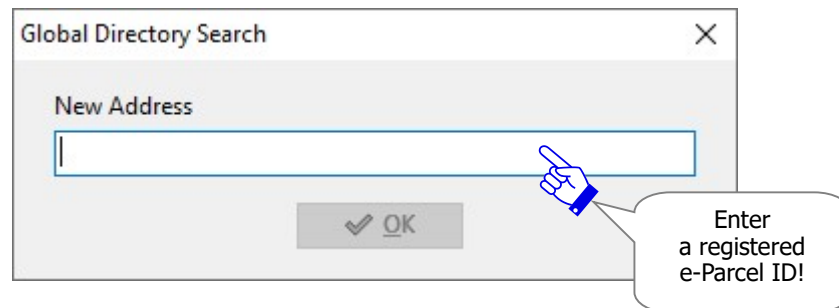 Global Directory Search
New Address
OK
Enter
a registered
e-Parcel ID!